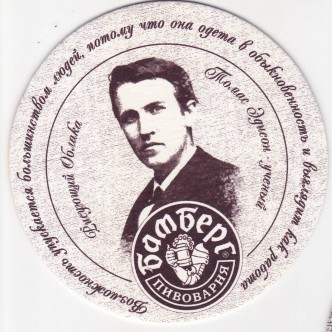 Возможность упускается большинством людей, потому что она одета в обыкновенность и выглядит как работа
Томас Эдисон ученый
Бамберг®
ПИВОВАРНЯ